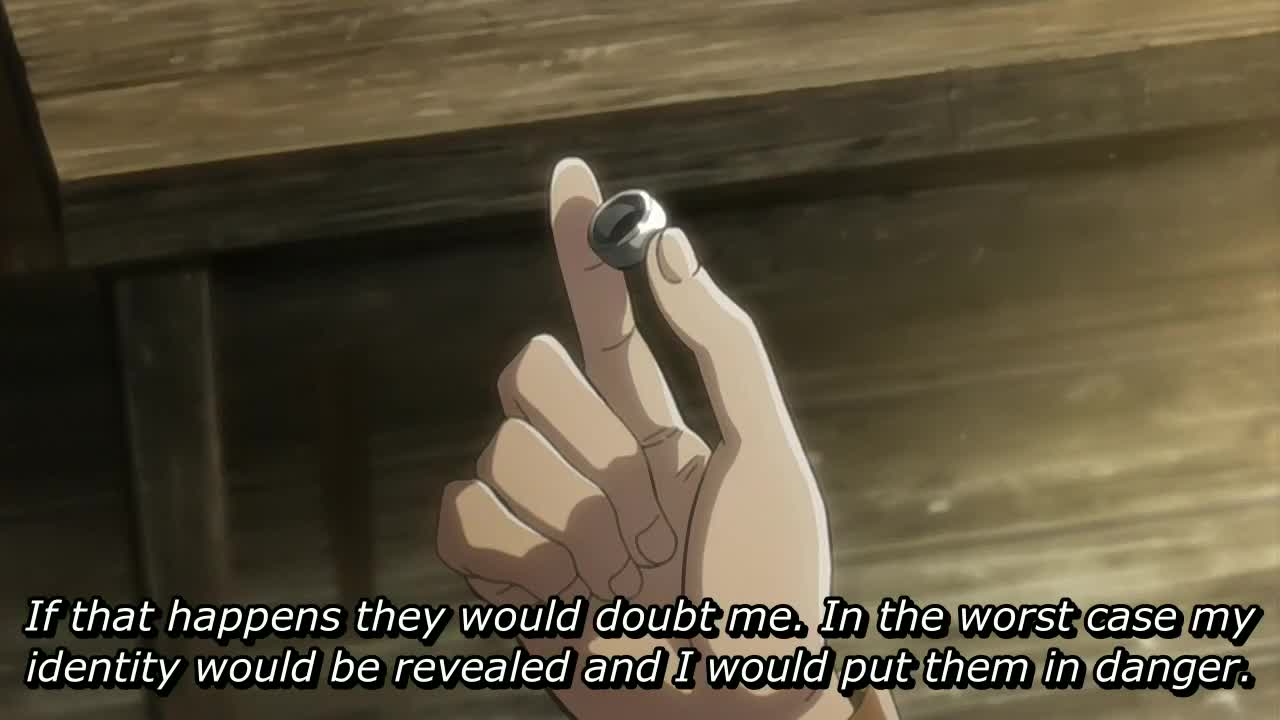 If that happens they would doubt me. In the worst case my
identity would be revealed and I would put them in danger.